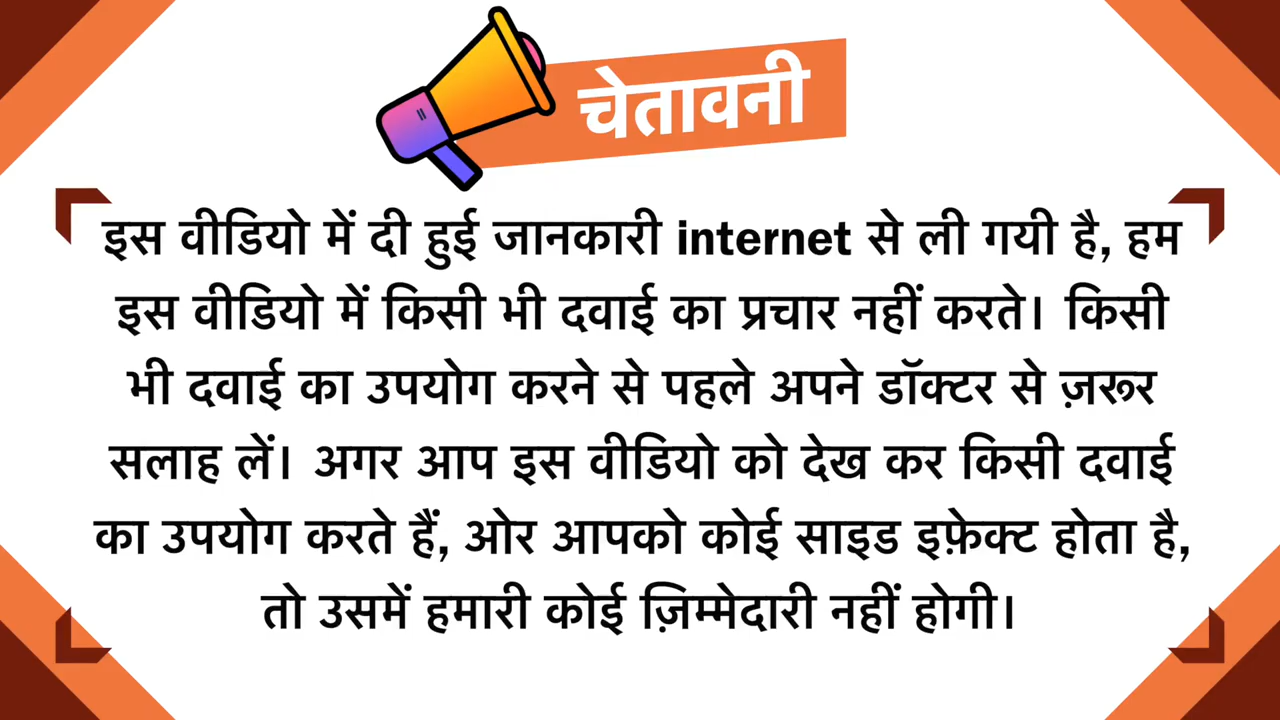 चेतावनी
इस वीडियो में दी हुई जानकारी internet से ली गयी है, हम
इस वीडियो में किसी भी दवाई का प्रचार नहीं करते। किसी
भी दवाई का उपयोग करने से पहले अपने डॉक्टर से ज़रूर
सलाह लें। अगर आप इस वीडियो को देख कर किसी दवाई
का उपयोग करते हैं, ओर आपको कोई साइड इफ़ेक्ट होता है,
तो उसमें हमारी कोई ज़िम्मेदारी नहीं होगी।